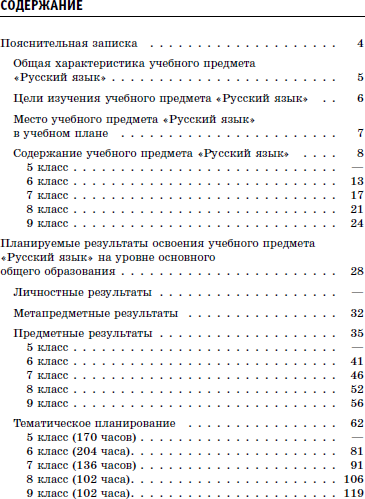 СОДЕРЖАНИЕ
Пояснительная записка . . . . . . . . . . . . . . . . . 4
Общая характеристика учебного предмета
«Русский язык» . . . . . . . . . . . . . . . . . . . . 5
Цели изучения учебного предмета «Русский язык» . . 6
Место учебного предмета «Русский язык»
в учебном плане . . . . . . . . . . . . . . . . . . . 7
Содержание учебного предмета «Русский язык» . . . . 8
5 класс . . . . . . . . . . . . . . . . . . . . . . . —
6 класс . . . . . . . . . . . . . . . . . . . . . . . 13
7 класс . . . . . . . . . . . . . . . . . . . . . . . 17
8 класс . . . . . . . . . . . . . . . . . . . . . . . 21
9 класс . . . . . . . . . . . . . . . . . . . . . . . 24
Планируемые результаты освоения учебного предмета
«Русский язык» на уровне основного
общего образования . . . . . . . . . . . . . . . . . . . 28
Личностные результаты . . . . . . . . . . . . . . . . —
Метапредметные результаты . . . . . . . . . . . . . . 32
Предметные результаты . . . . . . . . . . . . . . . . 35
5 класс . . . . . . . . . . . . . . . . . . . . . . . —
6 класс . . . . . . . . . . . . . . . . . . . . . . . 41
7 класс . . . . . . . . . . . . . . . . . . . . . . . 46
8 класс . . . . . . . . . . . . . . . . . . . . . . . 52
9 класс . . . . . . . . . . . . . . . . . . . . . . . 56
Тематическое планирование . . . . . . . . . . . . . . 62
5 класс (170 часов) . . . . . . . . . . . . . . . . . —
6 класс (204 часа). . . . . . . . . . . . . . . . . . 81
7 класс (136 часов) . . . . . . . . . . . . . . . . . 91
8 класс (102 часа). . . . . . . . . . . . . . . . . . 106
9 класс (102 часа). . . . . . . . . . . . . . . . . . 119